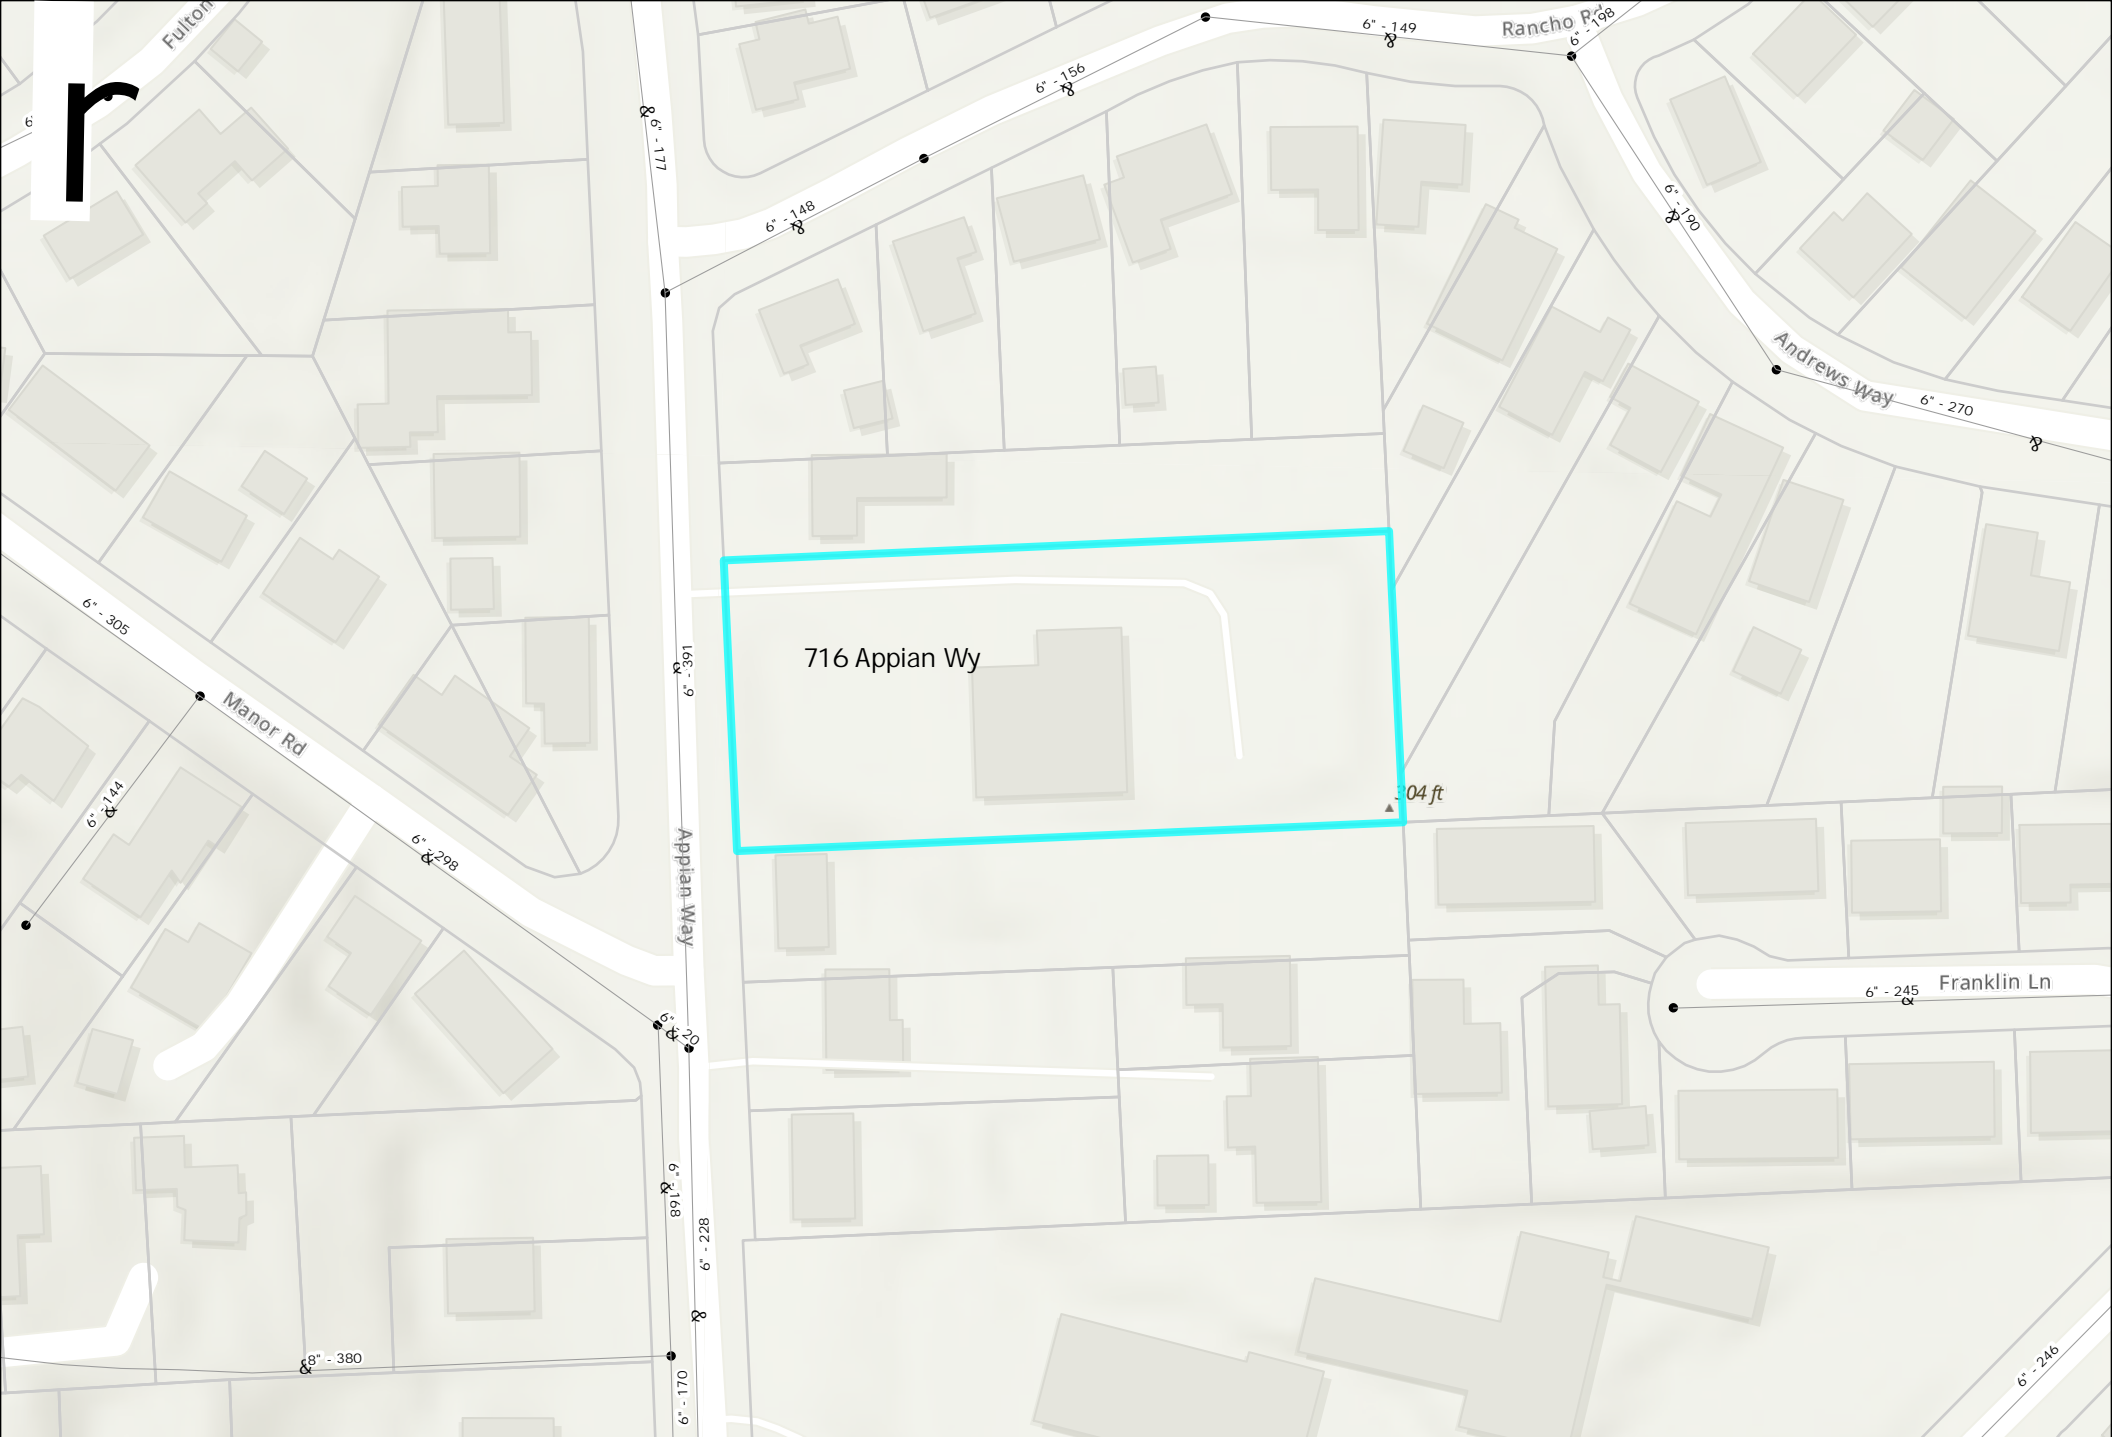 Fulton
r
6" - 177
6" - 156
6" - 149
Rancho Rd
6" - 198
6" - 148
6" - 190
Andrews Way
6" - 270
6" - 305
Manor Rd
6" - 391
716 Appian Wy
304 ft
6" - 144
6" - 298
Appian Way
6" - 20
6" - 245
Franklin Ln
6" - 168
6" - 228
8" - 380
6" - 170
6" - 246